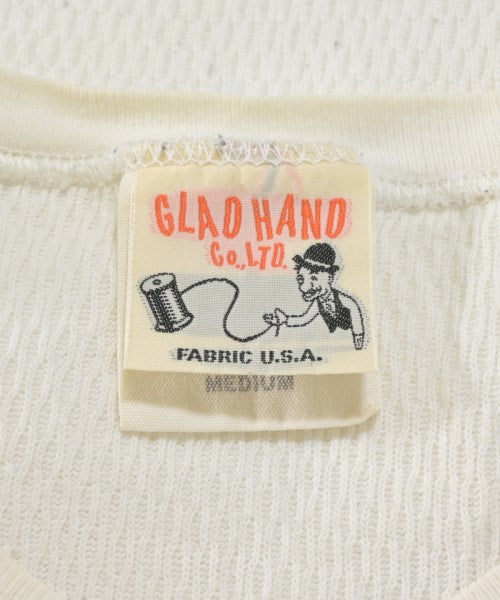 GLAD HAND
Co., LTD.
FABRIC U.S.A.
MEDIUM